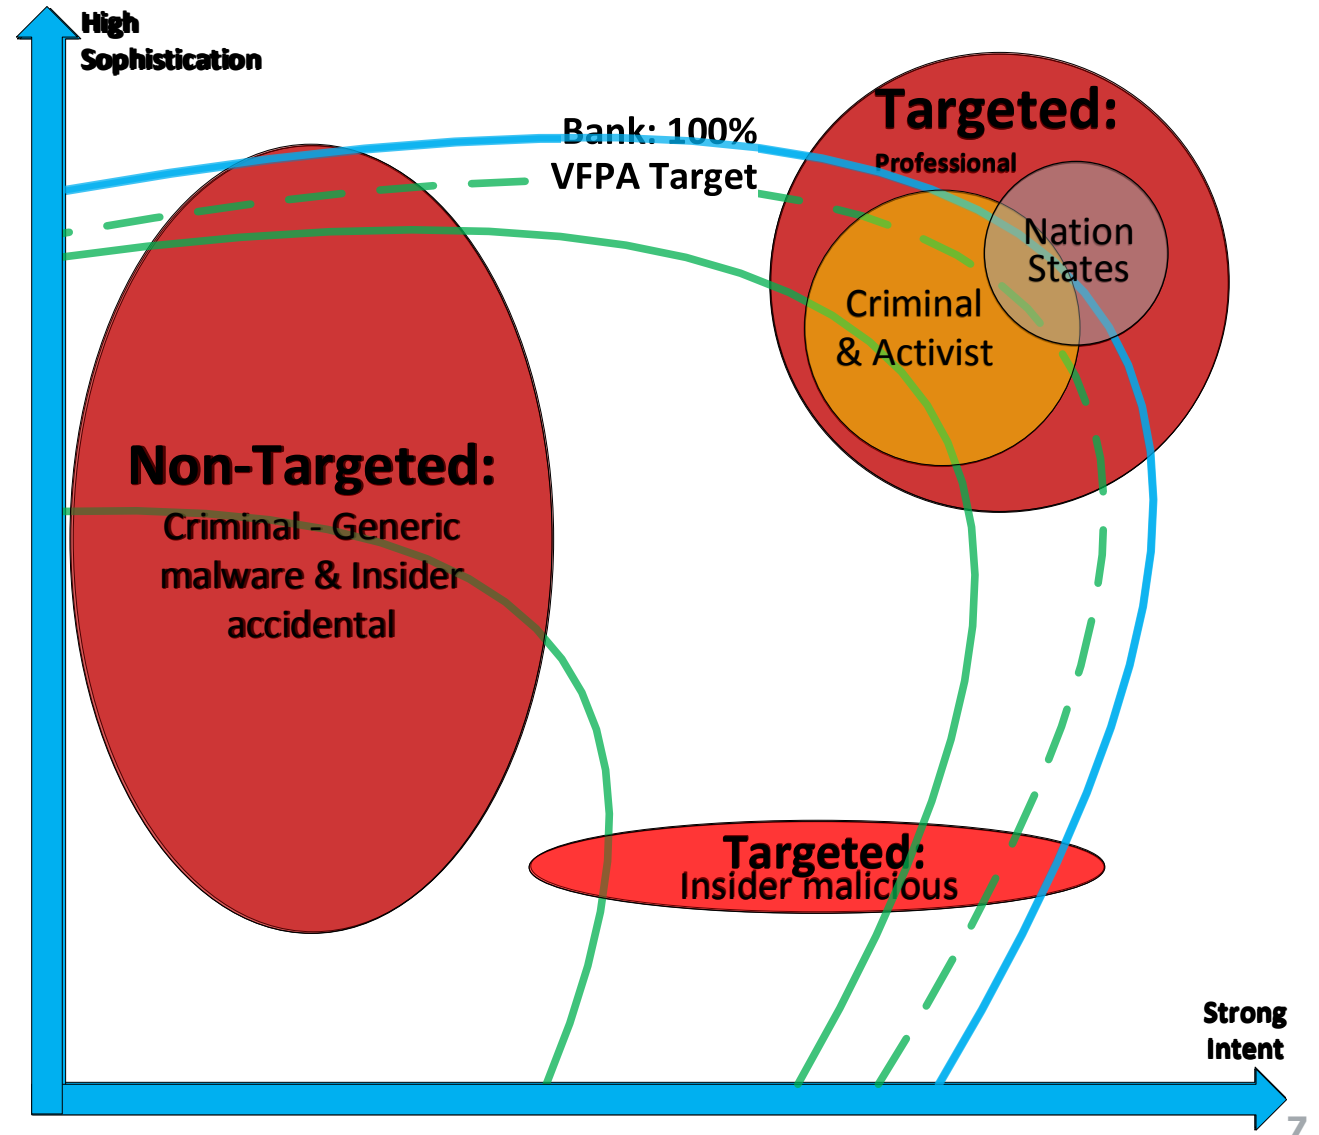 High
Sophistication
Bank: 100%
VFPA Target
Targeted:
Professional
Nation
States
Criminal
& Activist
Non-Targeted:
Criminal - Generic
malware & Insider
accidental
Targeted:
Insider malicious
Strong
Intent
7